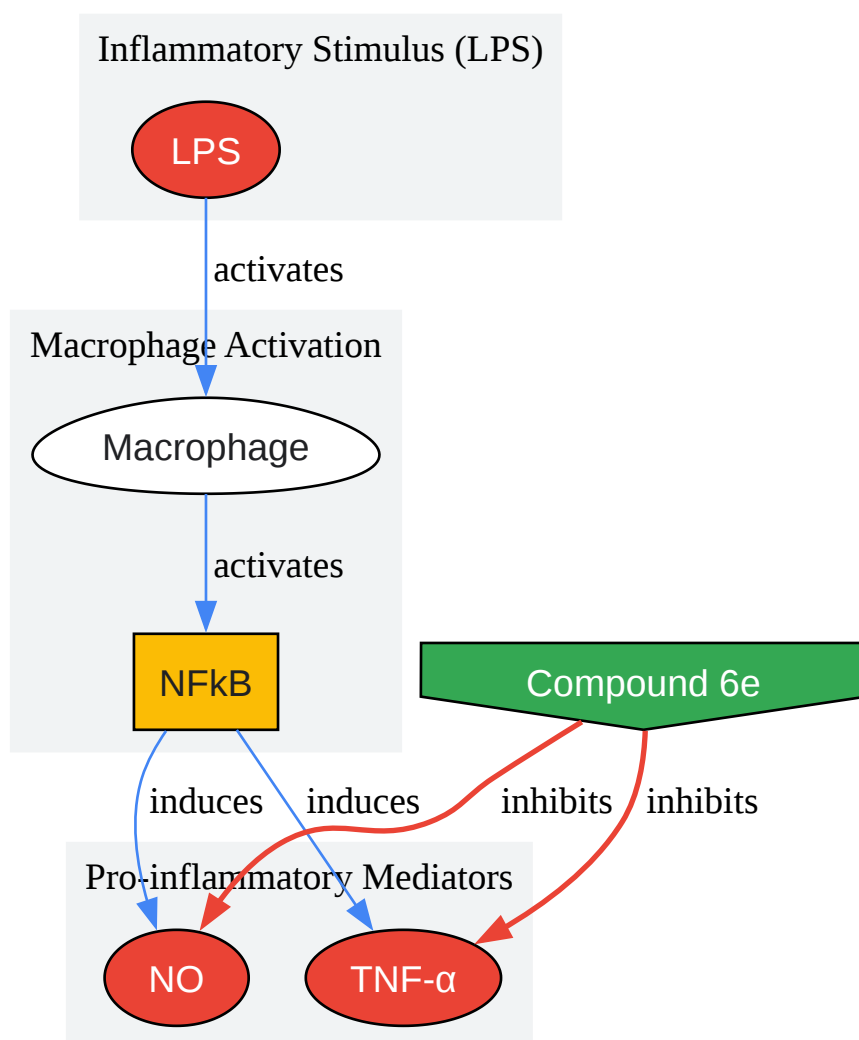 Inflammatory Stimulus (LPS)
LPS
activates
Macrophage Activation
Macrophage
activates
NFkB
Compound 6e
induces
induces
inhibits
inhibits
Pro-inflammatory Mediators
NO
TNF-α